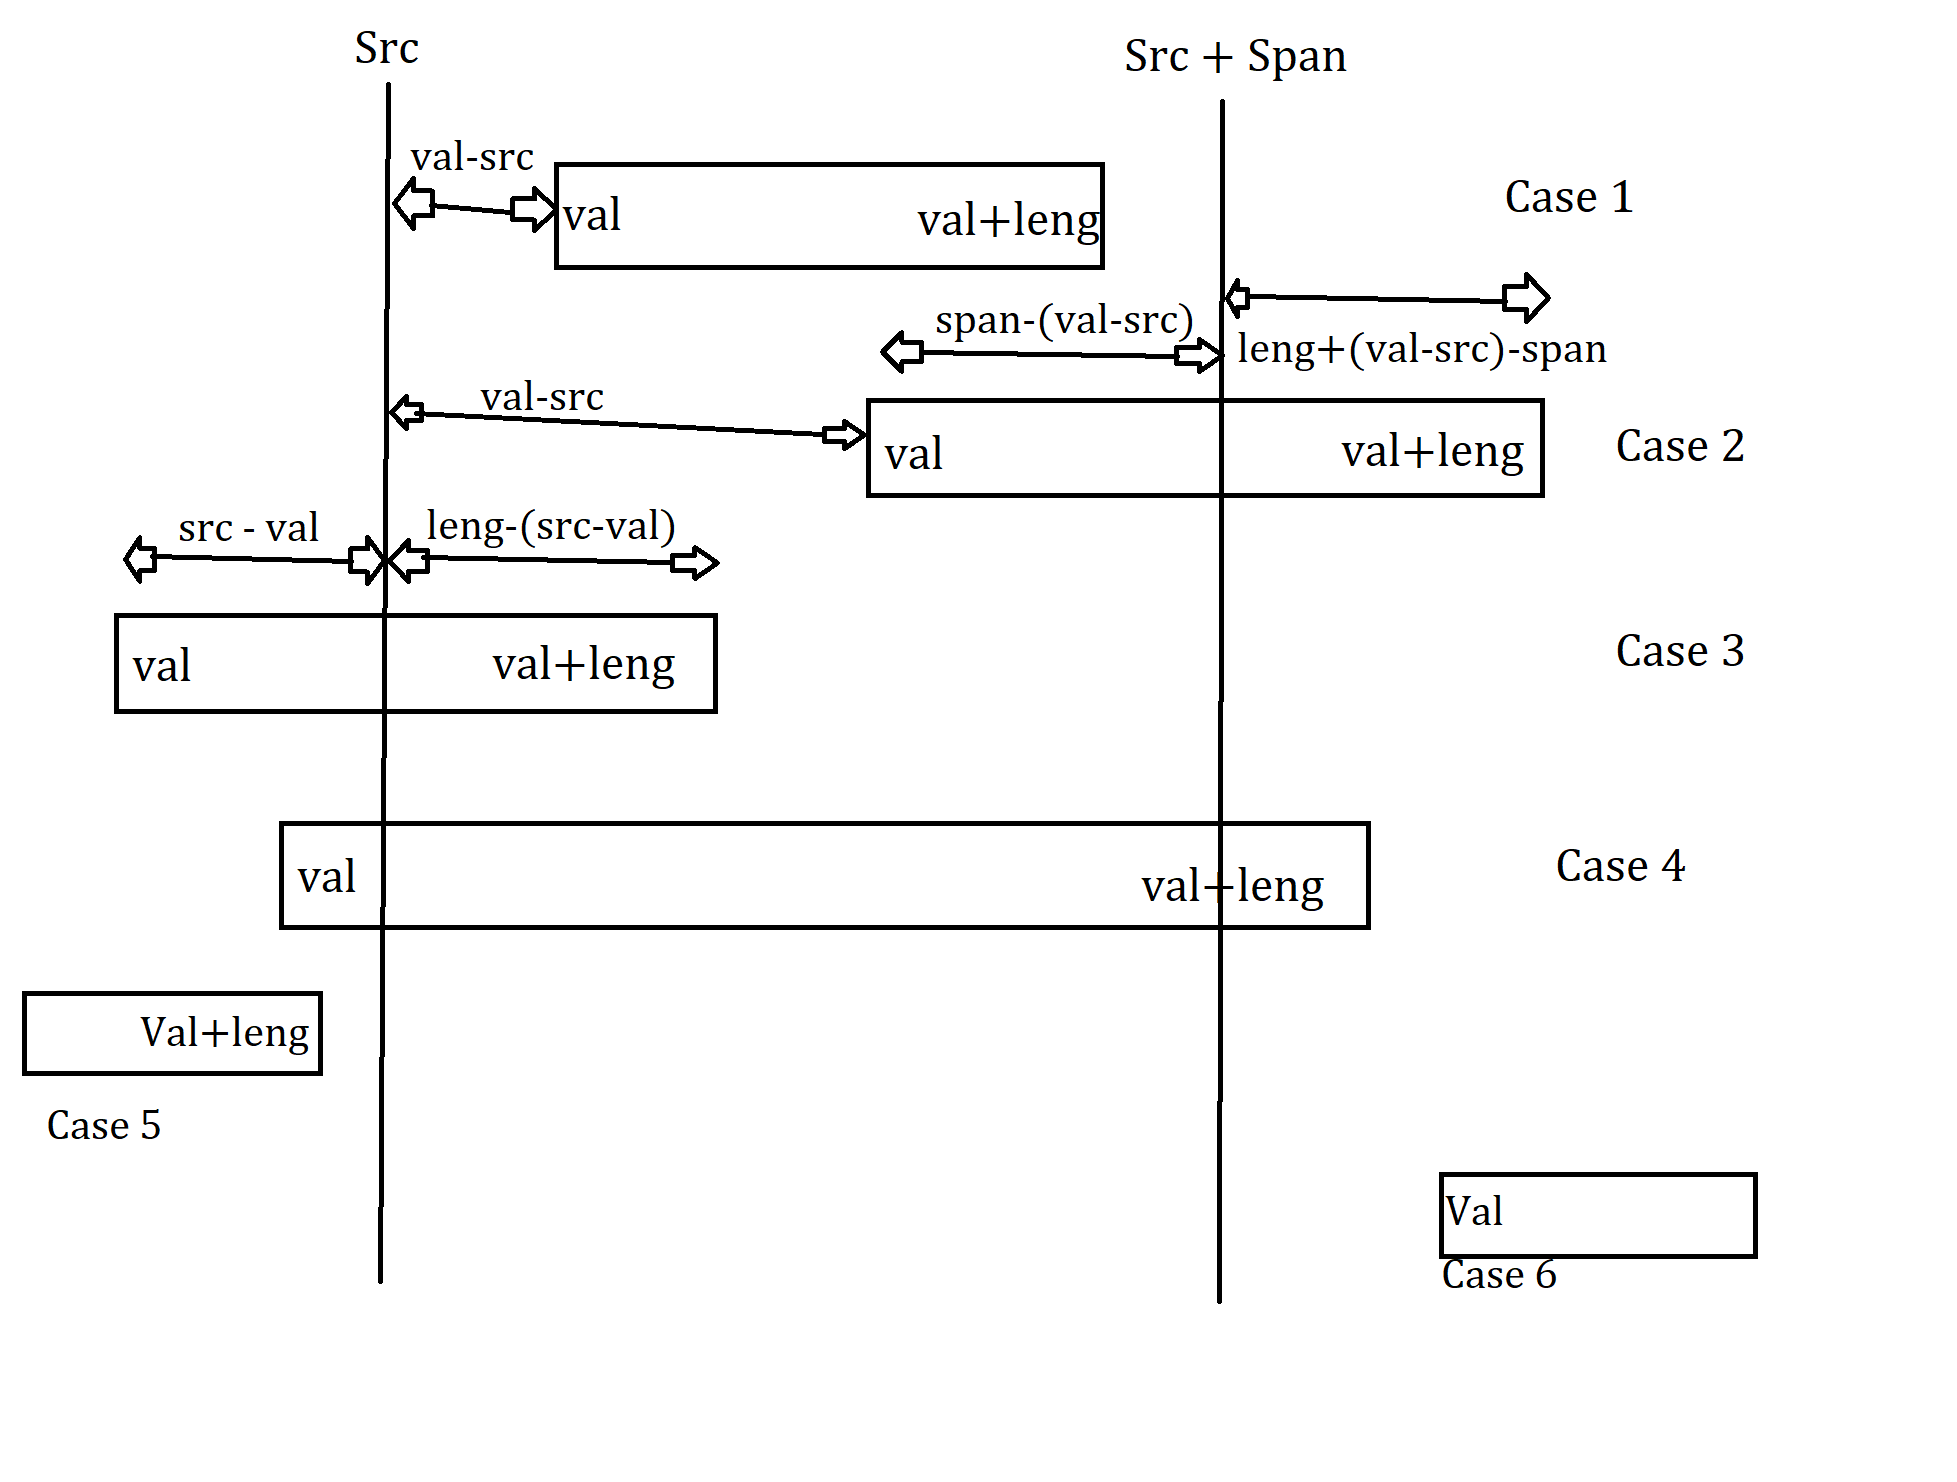 Src
Src + Span
val-src
val
val+leng
Case 1
span-(val-src)
leng+(val-src)-span
val-src
val
val+leng
Case 2
src - val
leng-(src-val)
val
val+leng
Case 3
val
val+leng
Case 4
Val+leng
Case 5
Val
Case 6